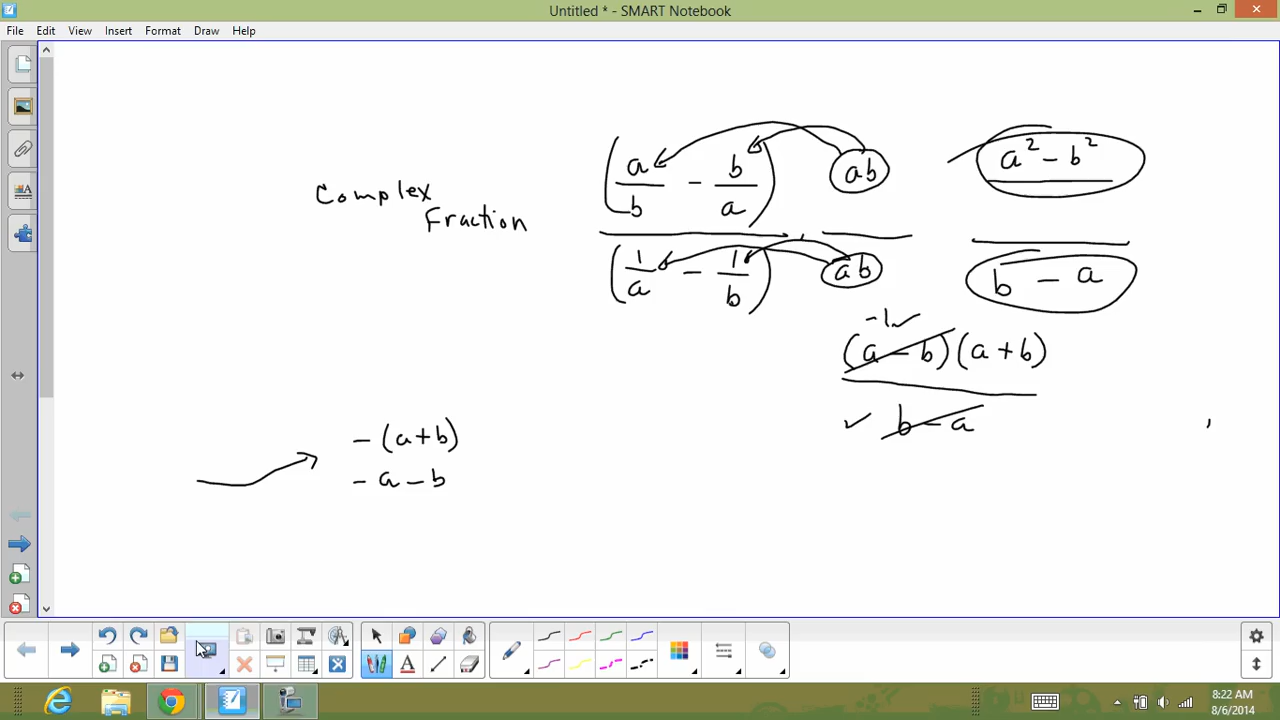 Untitled * - SMART Notebook
File Edit View Insert Format Draw Help
Complex
Fraction
(a/b - b/a) · ab a² - b²
(1/a - 1/b) ab b - a
-1✓
(a - b)(a + b)
✓ b - a
- (a + b)
- a - b
A
8:22 AM
8/6/2014